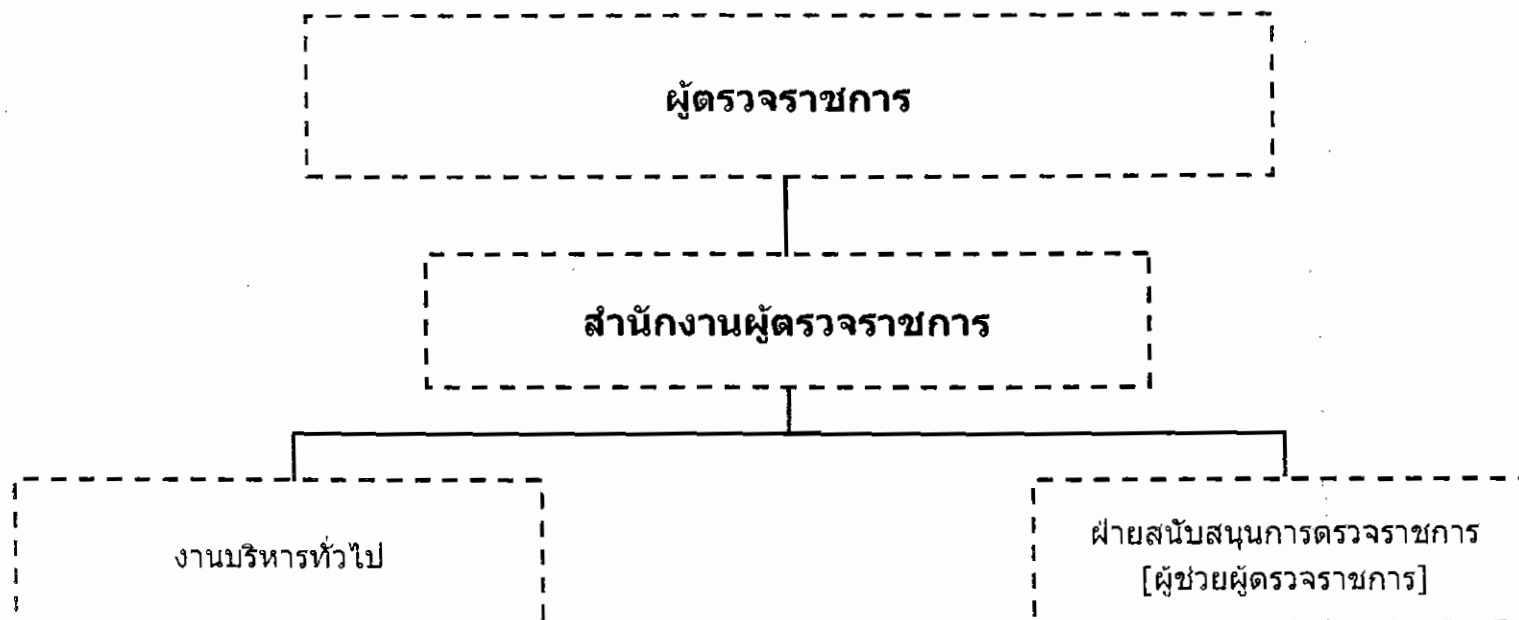 ผู้ตรวจราชการ
สำนักงานผู้ตรวจราชการ
งานบริหารทั่วไป
ฝ่ายสนับสนุนการตรวจราชการ
[ผู้ช่วยผู้ตรวจราชการ]